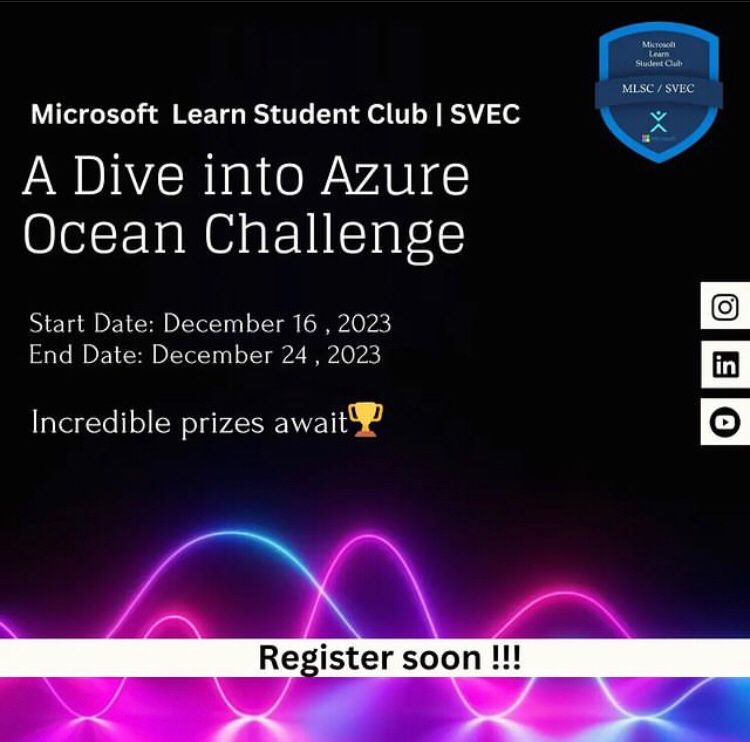 Microsoft
Learn
Student Club
MLSC / SVEC
Microsoft Learn Student Club | SVEC
A Dive into Azure
Ocean Challenge
Start Date: December 16 , 2023
End Date: December 24 , 2023
Incredible prizes await🏆
in
Register soon !!!